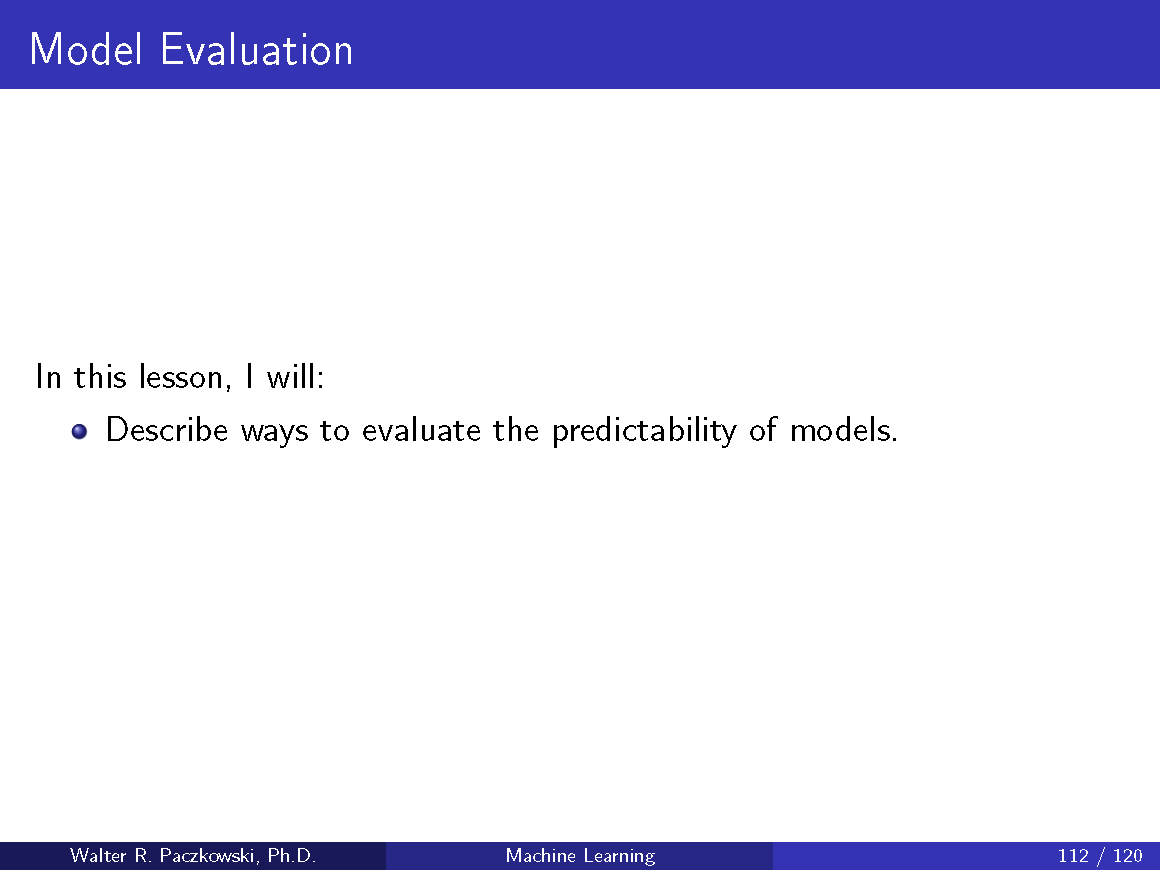 Model Evaluation
In this lesson, I will:
Describe ways to evaluate the predictability of models.
Walter R. Paczkowski, Ph.D.
Machine Learning
112 / 120